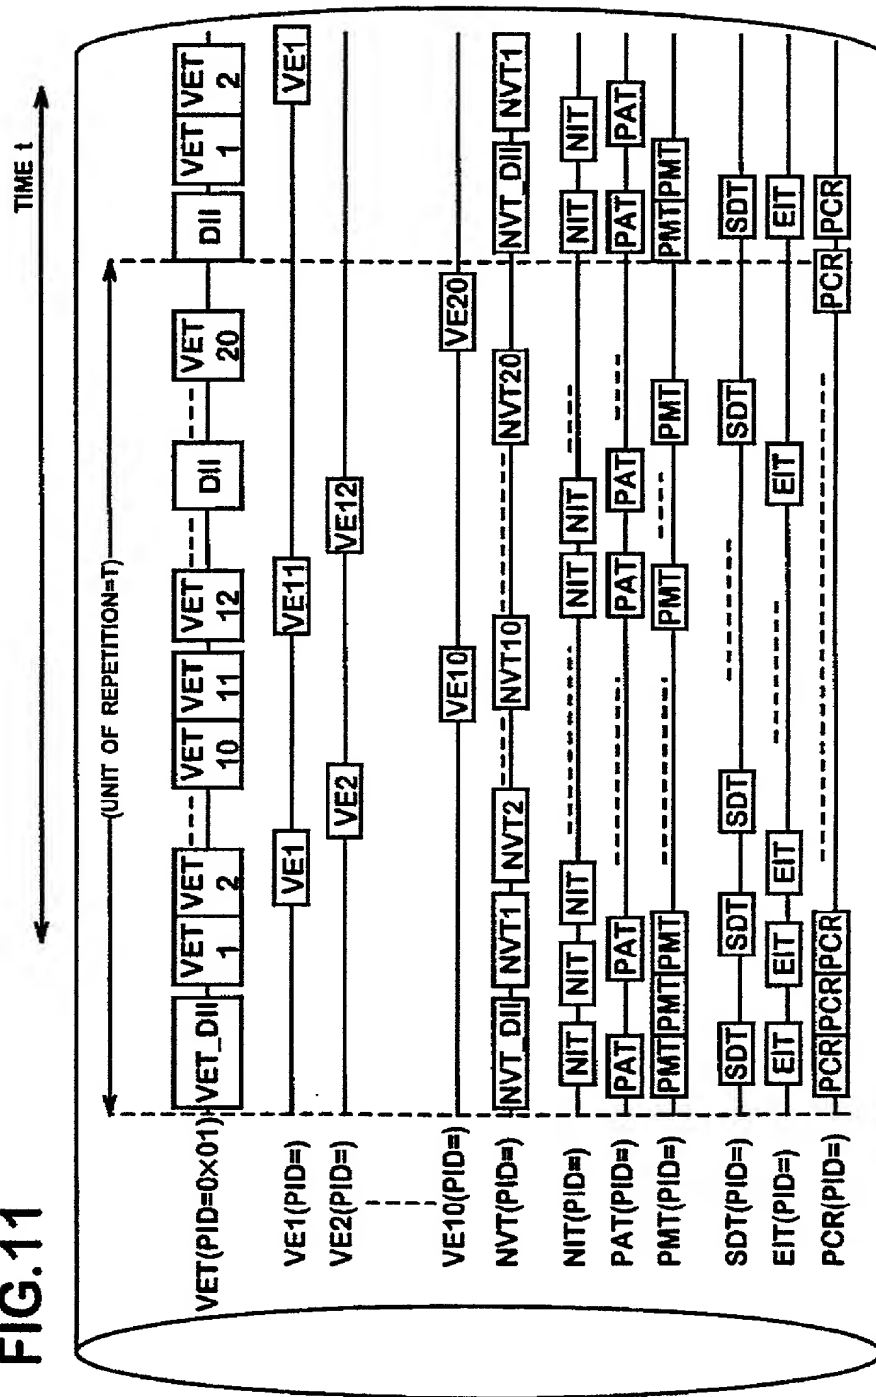 FIG.11
TIME t
(UNIT OF REPETITION=T)
VET(PID=0×01) VET_DII VET 1 VET 2 VET 10 VET 11 VET 12 DII VET 20 DII VET 1 VET 2
VE1(PID=) VE1 VE11 VE1
VE2(PID=) VE2 VE12
VE10(PID=) VE10 VE20
NVT(PID=) NVT_DII NVT1 NVT2 NVT10 NVT20 NVT_DII NVT1
NIT(PID=) NIT NIT NIT NIT NIT NIT NIT
PAT(PID=) PAT PAT PAT PAT PAT PAT
PMT(PID=) PMT PMT PMT PMT PMT PMT PMT
SDT(PID=) SDT SDT SDT SDT SDT
EIT(PID=) EIT EIT EIT EIT EIT
PCR(PID=) PCR PCR PCR PCR PCR